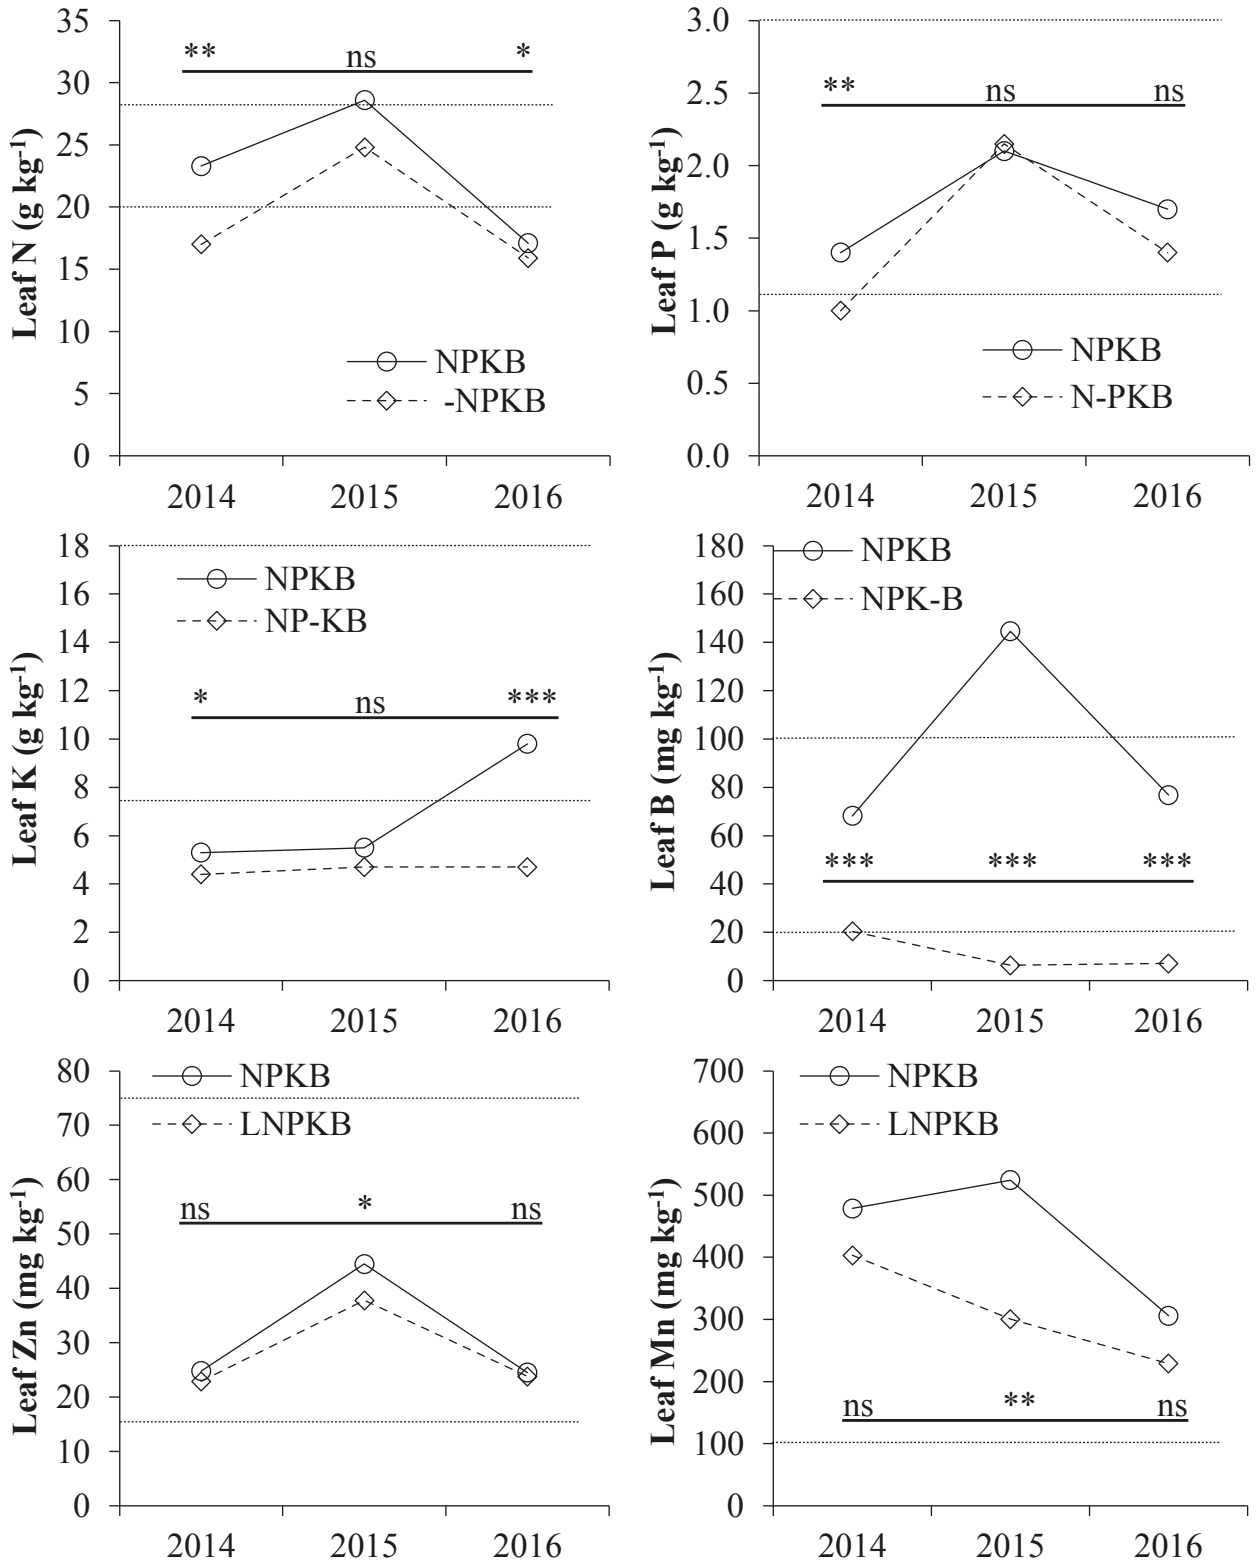 Leaf N (g kg-1)
35
30
25
20
15
10
5
0
** ns *
NPKB
-NPKB
2014 2015 2016
Leaf P (g kg-1)
3.0
2.5
2.0
1.5
1.0
0.5
0.0
** ns ns
NPKB
N-PKB
2014 2015 2016
Leaf K (g kg-1)
18
16
14
12
10
8
6
4
2
0
NPKB
NP-KB
* ns ***
2014 2015 2016
Leaf B (mg kg-1)
180
160
140
120
100
80
60
40
20
0
NPKB
NPK-B
*** *** ***
2014 2015 2016
Leaf Zn (mg kg-1)
80
70
60
50
40
30
20
10
0
NPKB
LNPKB
ns * ns
2014 2015 2016
Leaf Mn (mg kg-1)
700
600
500
400
300
200
100
0
NPKB
LNPKB
ns ** ns
2014 2015 2016